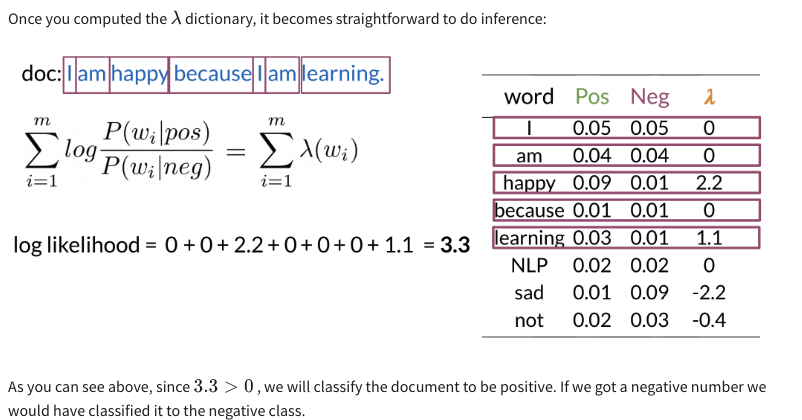 Once you computed the λ dictionary, it becomes straightforward to do inference:
doc: I am happy because I am learning.
∑_{i=1}^{m} log P(w_i|pos) / P(w_i|neg) = ∑_{i=1}^{m} λ(w_i)
log likelihood = 0 + 0 + 2.2 + 0 + 0 + 0 + 1.1 = 3.3
word Pos Neg λ
I 0.05 0.05 0
am 0.04 0.04 0
happy 0.09 0.01 2.2
because 0.01 0.01 0
learning 0.03 0.01 1.1
NLP 0.02 0.02 0
sad 0.01 0.09 -2.2
not 0.02 0.03 -0.4
As you can see above, since 3.3 > 0 , we will classify the document to be positive. If we got a negative number we
would have classified it to the negative class.